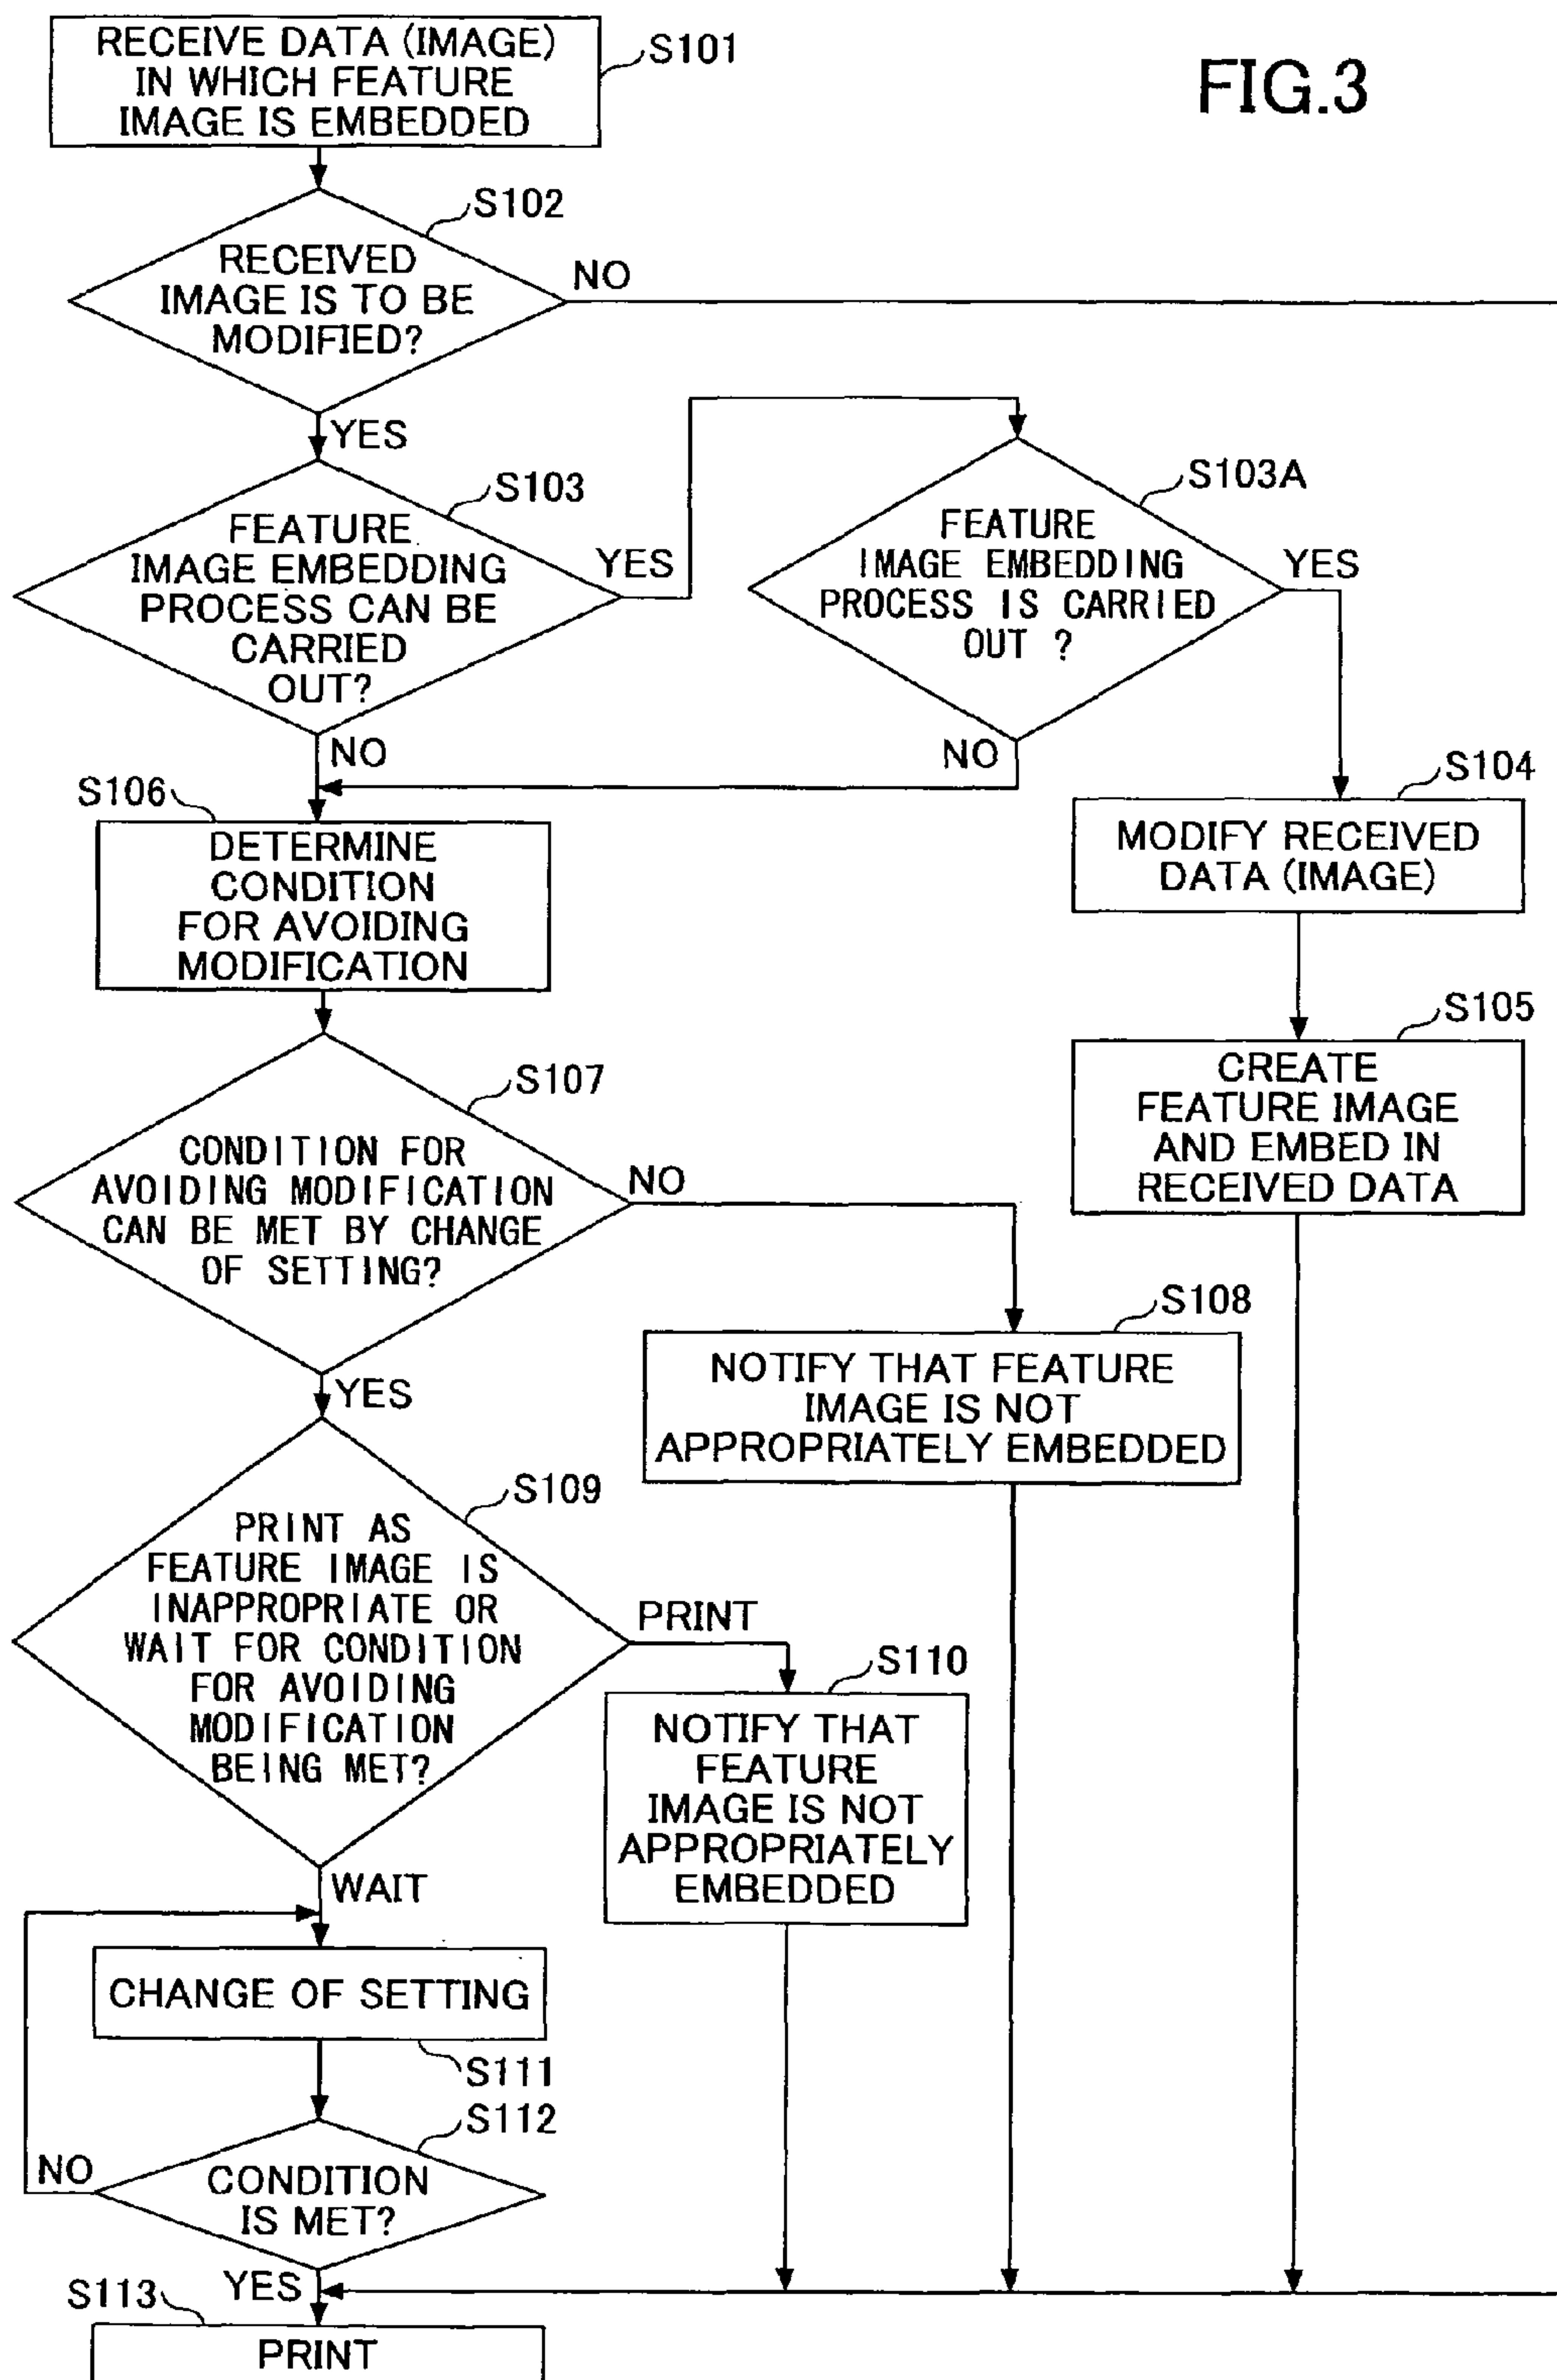 FIG.3
RECEIVE DATA (IMAGE)
IN WHICH FEATURE
IMAGE IS EMBEDDED
S101
S102
RECEIVED
IMAGE IS TO BE
MODIFIED?
NO
YES
S103
FEATURE
IMAGE EMBEDDING
PROCESS CAN BE
CARRIED
OUT?
YES
NO
S103A
FEATURE
IMAGE EMBEDDING
PROCESS IS CARRIED
OUT ?
YES
NO
S104
MODIFY RECEIVED
DATA (IMAGE)
S105
CREATE
FEATURE IMAGE
AND EMBED IN
RECEIVED DATA
S106
DETERMINE
CONDITION
FOR AVOIDING
MODIFICATION
S107
CONDITION FOR
AVOIDING MODIFICATION
CAN BE MET BY CHANGE
OF SETTING?
NO
YES
S108
NOTIFY THAT FEATURE
IMAGE IS NOT
APPROPRIATELY EMBEDDED
S109
PRINT AS
FEATURE IMAGE IS
INAPPROPRIATE OR
WAIT FOR CONDITION
FOR AVOIDING
MODIFICATION
BEING MET?
PRINT
WAIT
S110
NOTIFY THAT
FEATURE
IMAGE IS NOT
APPROPRIATELY
EMBEDDED
CHANGE OF SETTING
S111
S112
CONDITION
IS MET?
NO
YES
S113
PRINT